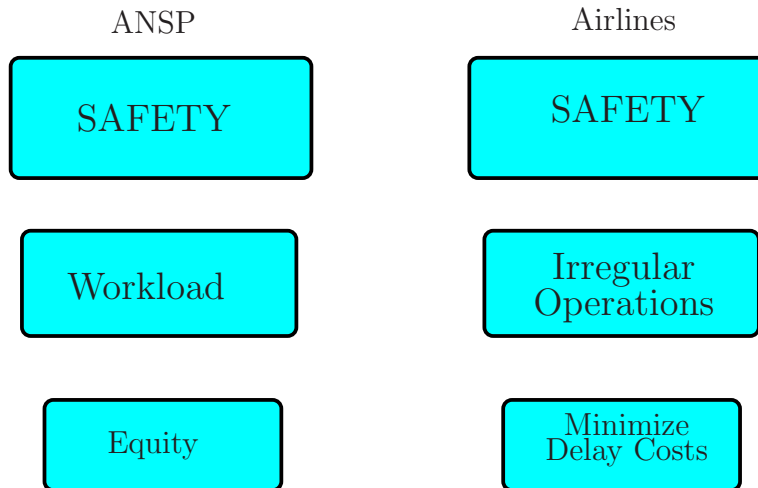 ANSP
SAFETY
Workload
Equity
Airlines
SAFETY
Irregular
Operations
Minimize
Delay Costs